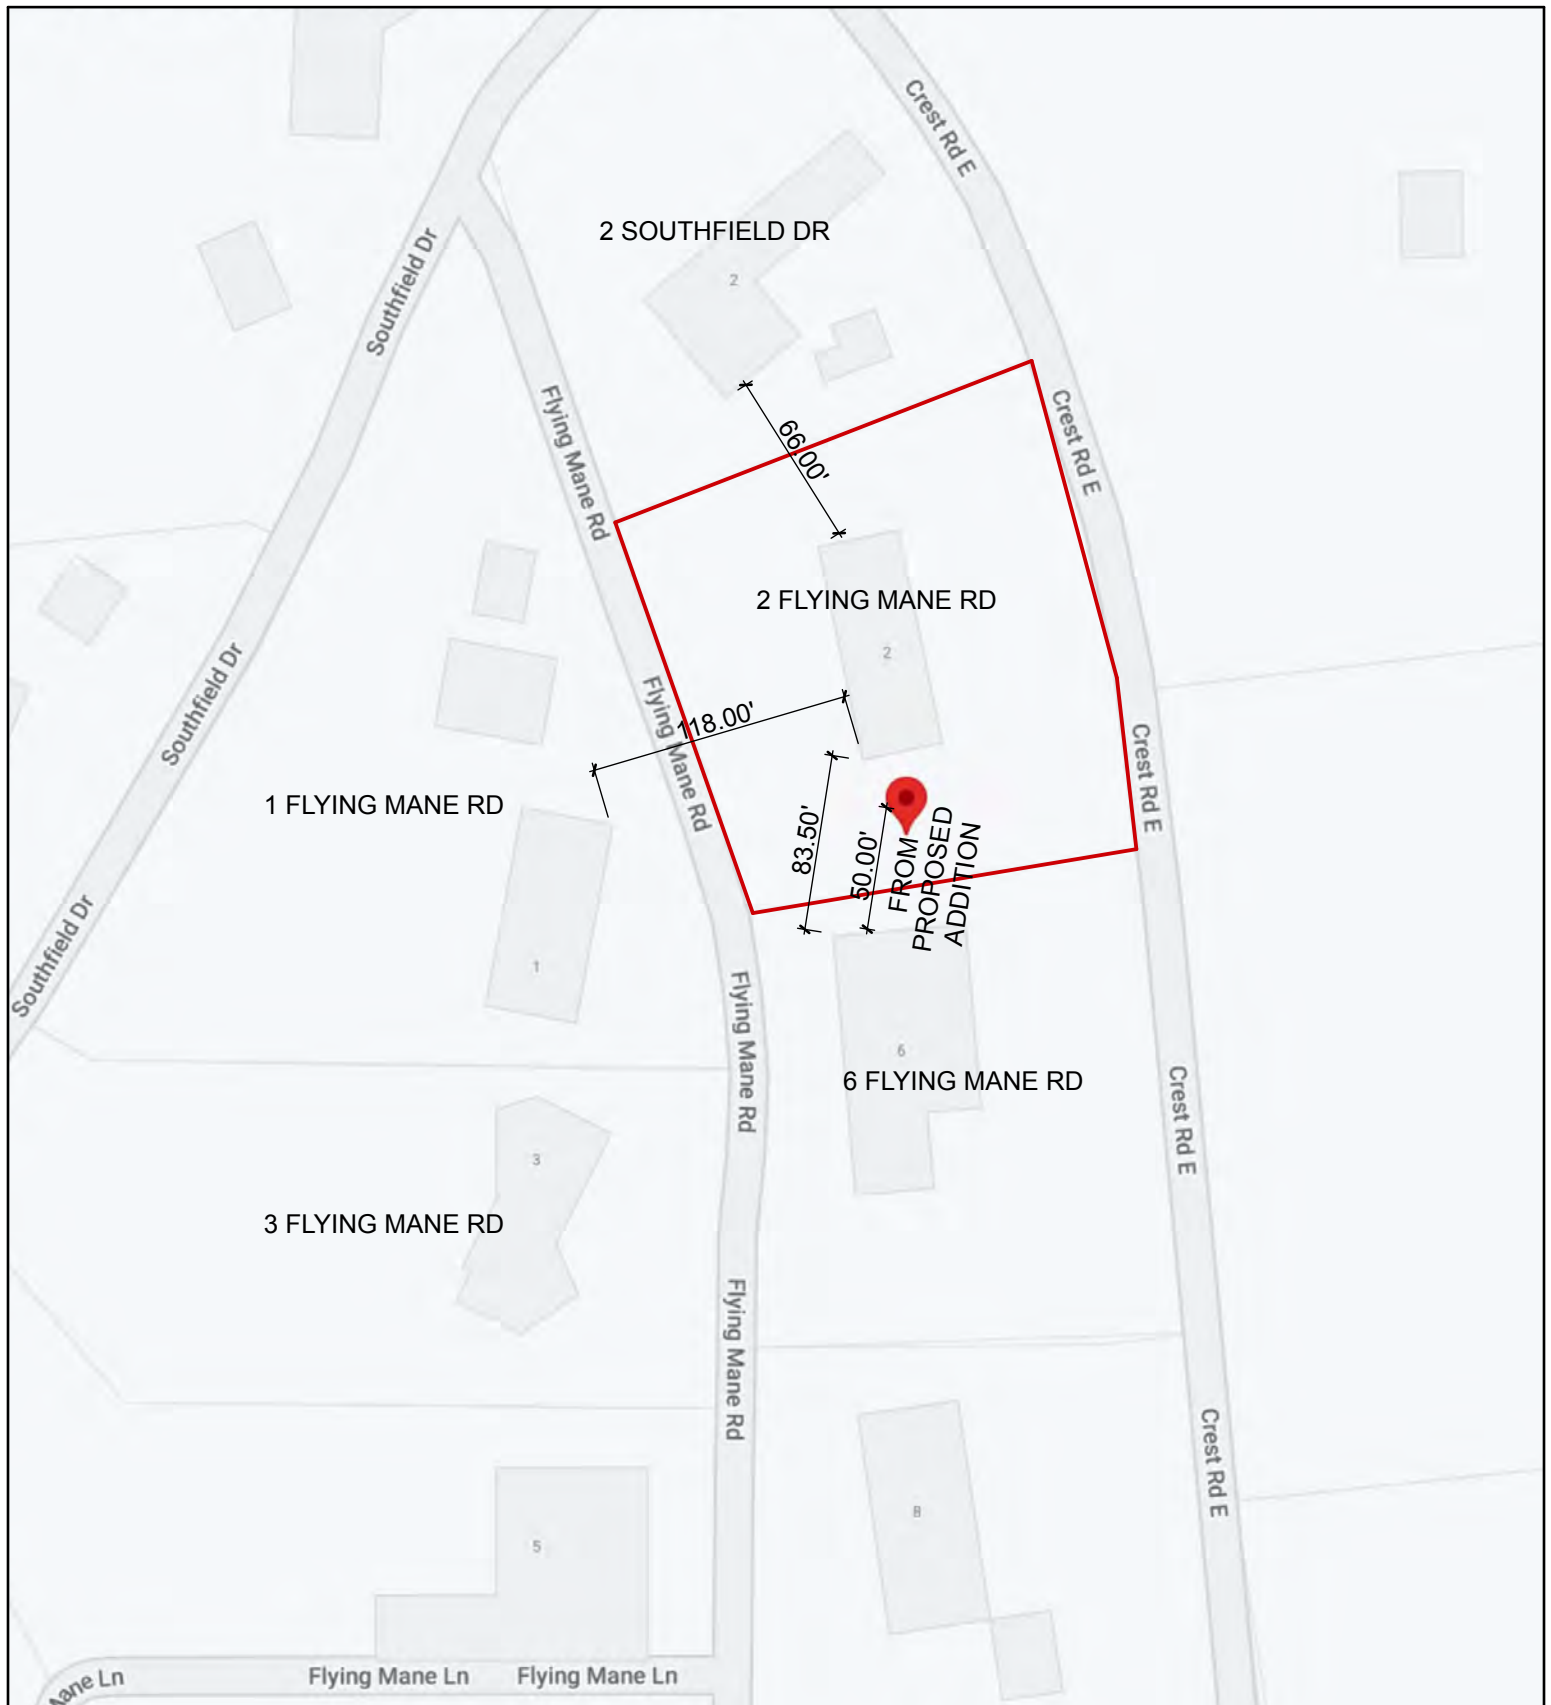 Crest Rd E
2 SOUTHFIELD DR
Southfield Dr
2
Flying Mane Rd
Crest Rd E
66.00'
2 FLYING MANE RD
2
Southfield Dr
Flying Mane Rd
118.00'
Crest Rd E
1 FLYING MANE RD
83.50'
50.00'
FROM
PROPOSED
ADDITION
Southfield Dr
1
Flying Mane Rd
6
6 FLYING MANE RD
Crest Rd E
3
3 FLYING MANE RD
Flying Mane Rd
Crest Rd E
8
5
Mane Ln
Flying Mane Ln
Flying Mane Ln